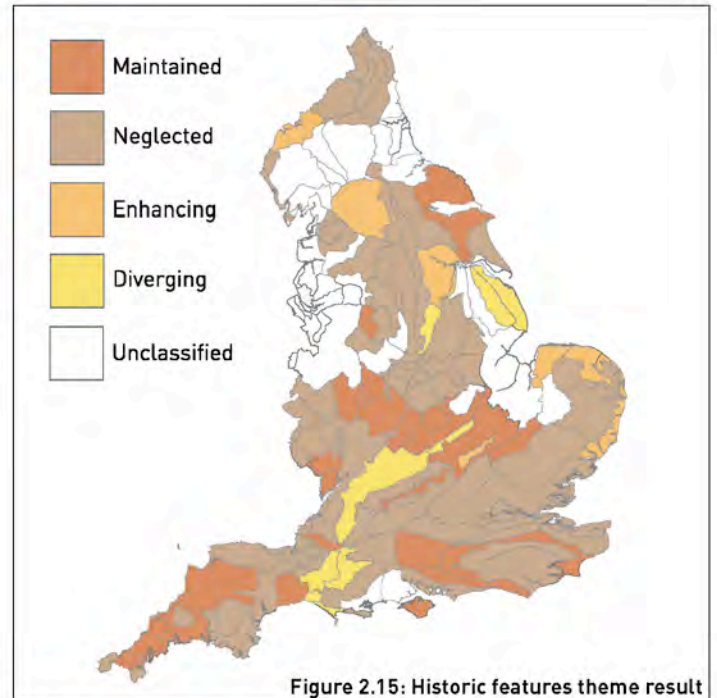 Maintained
Neglected
Enhancing
Diverging
Unclassified
Figure 2.15: Historic features theme result